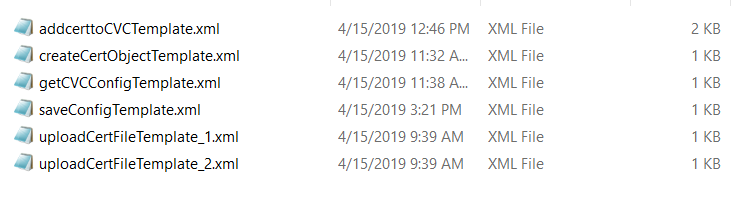 addcerttoCVCTemplate.xml 4/15/2019 12:46 PM XML File 2 KB
createCertObjectTemplate.xml 4/15/2019 11:32 A... XML File 1 KB
getCVCConfigTemplate.xml 4/15/2019 11:38 A... XML File 1 KB
saveConfigTemplate.xml 4/15/2019 3:21 PM XML File 1 KB
uploadCertFileTemplate_1.xml 4/15/2019 9:39 AM XML File 1 KB
uploadCertFileTemplate_2.xml 4/15/2019 9:39 AM XML File 1 KB